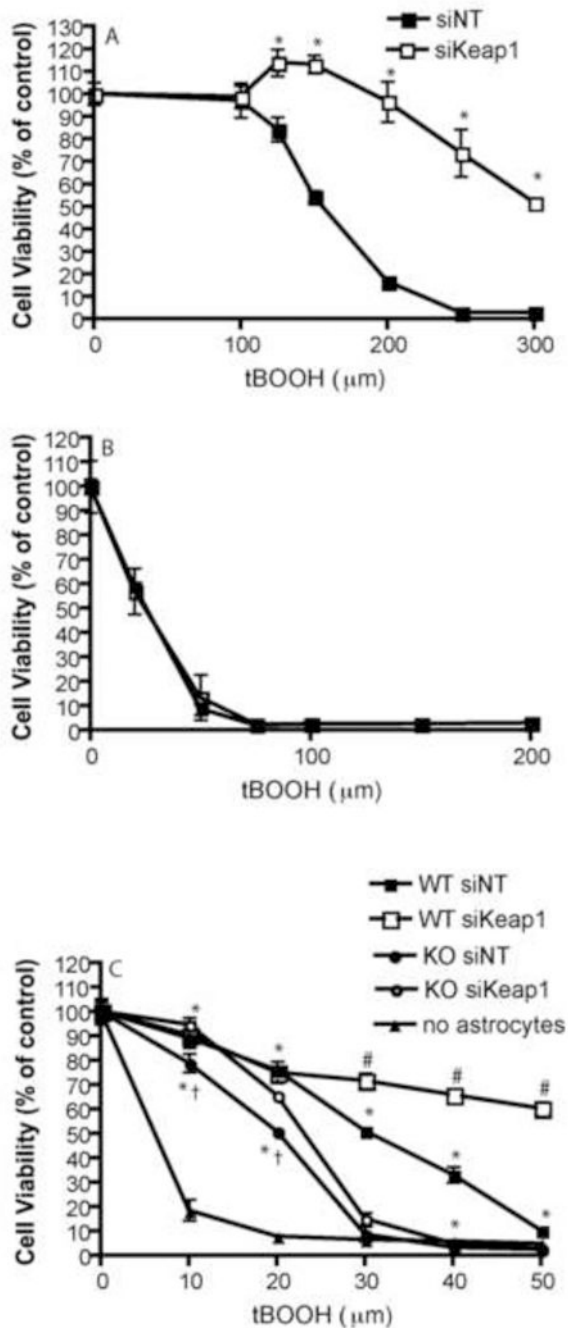 A
siNT
siKeap1
Cell Viability (% of control)
130
120
110
100
90
80
70
60
50
40
30
20
10
0
* * * * *
0 100 200 300
tBOOH (μm)
B
Cell Viability (% of control)
120
110
100
90
80
70
60
50
40
30
20
10
0
0 100 200
tBOOH (μm)
WT siNT
WT siKeap1
KO siNT
KO siKeap1
no astrocytes
C
Cell Viability (% of control)
120
110
100
90
80
70
60
50
40
30
20
10
0
* * # # #
* *
*† *† * *
0 10 20 30 40 50
tBOOH (μm)